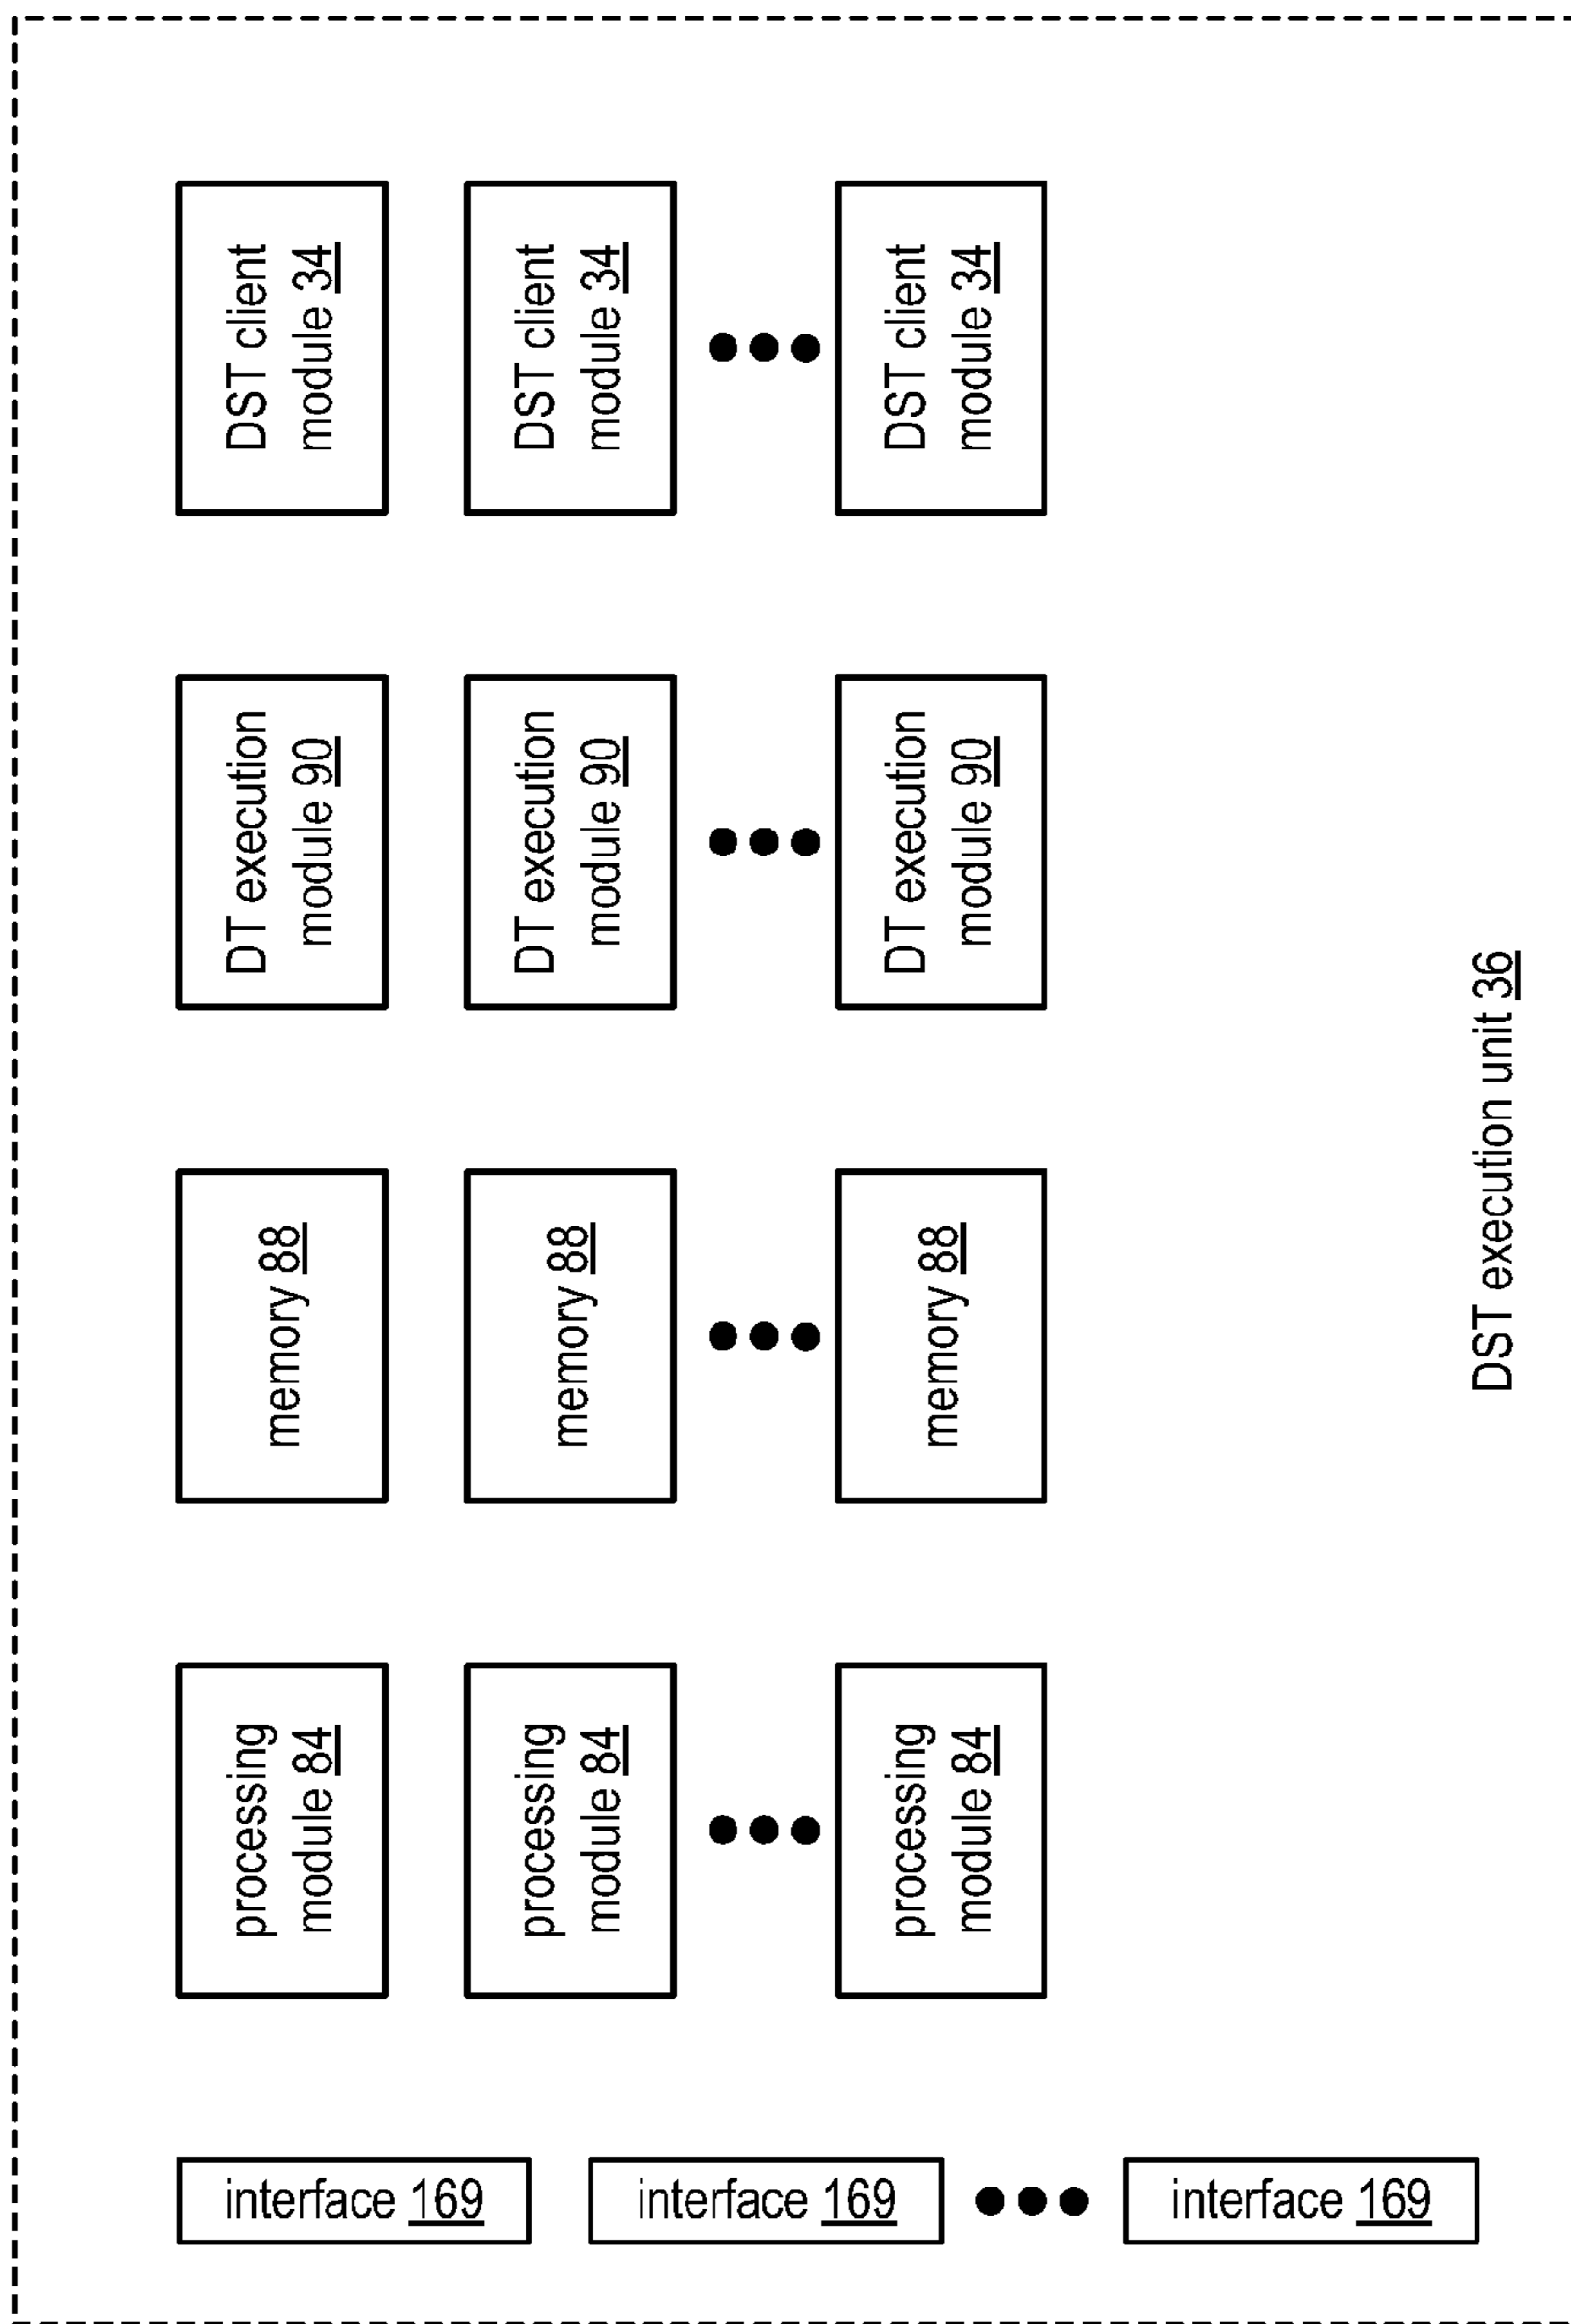 DST client
module 34
DST client
module 34
DST client
module 34
DT execution
module 90
DT execution
module 90
DT execution
module 90
memory 88
memory 88
memory 88
processing
module 84
processing
module 84
processing
module 84
interface 169
interface 169
interface 169
DST execution unit 36